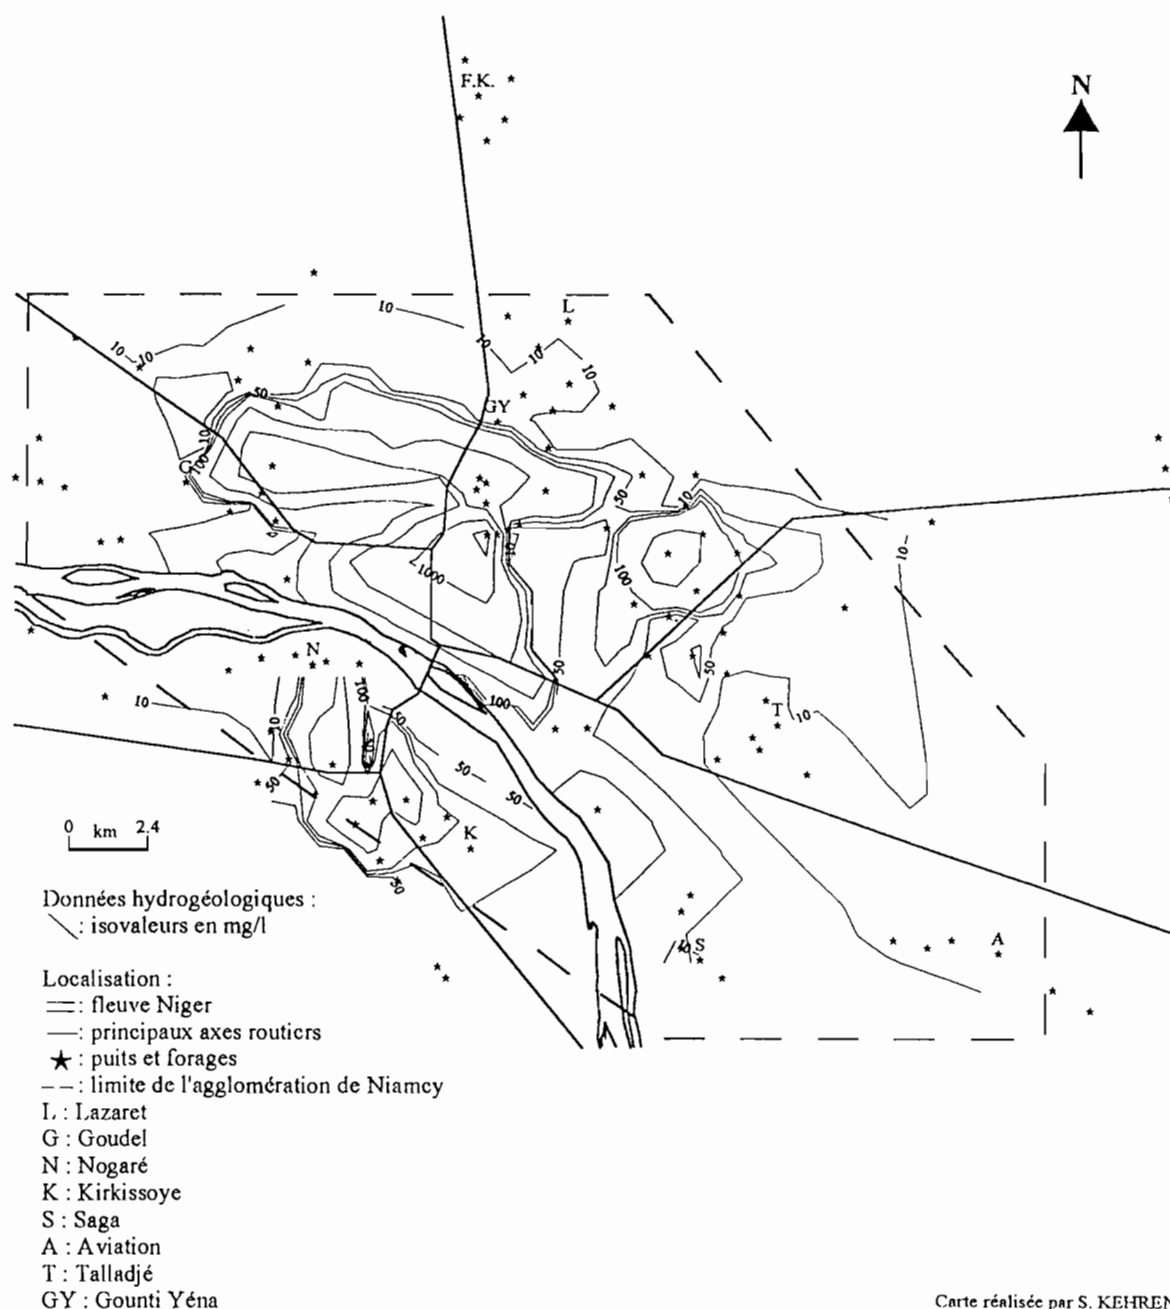 F.K.
N
L
10
10
10
10
10
10
50
GY
10
G
100
50
10
10
10
1000
100
N
50
50
10
10
100
100
50
T
10
50
50
50
K
0 km 2.4
50
S
A
Données hydrogéologiques :
: isovaleurs en mg/l
Localisation :
: fleuve Niger
: principaux axes routiers
: puits et forages
: limite de l'agglomération de Niamey
L : Lazaret
G : Goudel
N : Nogaré
K : Kirkissoye
S : Saga
A : Aviation
T : Talladjé
GY : Gounti Yéna
Carte réalisée par S. KEHREN